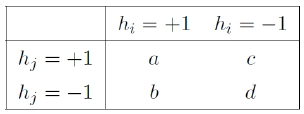 h_i = +1 h_i = −1
h_j = +1 a c
h_j = −1 b d